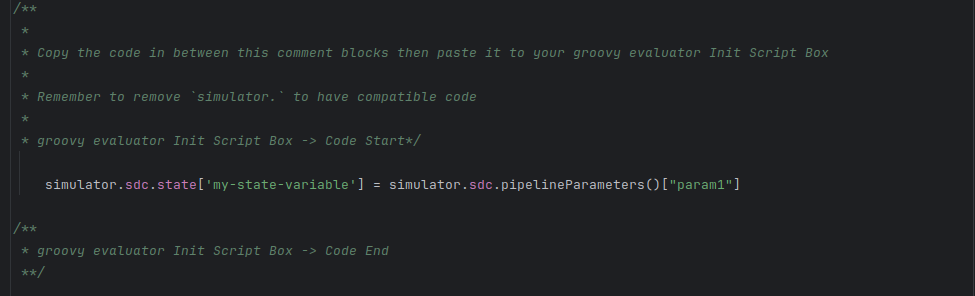 /**
*
* Copy the code in between this comment blocks then paste it to your groovy evaluator Init Script Box
*
* Remember to remove `simulator.` to have compatible code
*
* groovy evaluator Init Script Box -> Code Start*/
simulator.sdc.state['my-state-variable'] = simulator.sdc.pipelineParameters()["param1"]
/**
* groovy evaluator Init Script Box -> Code End
**/